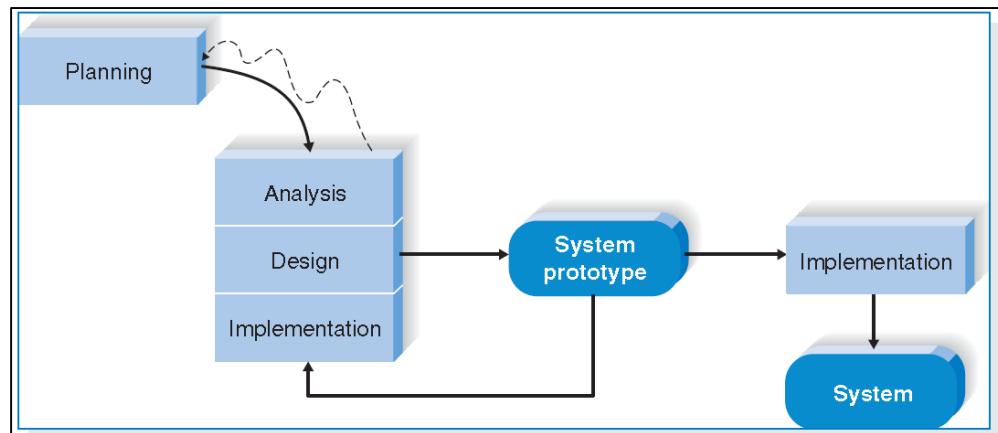 Planning
Analysis
Design
Implementation
System
prototype
Implementation
System